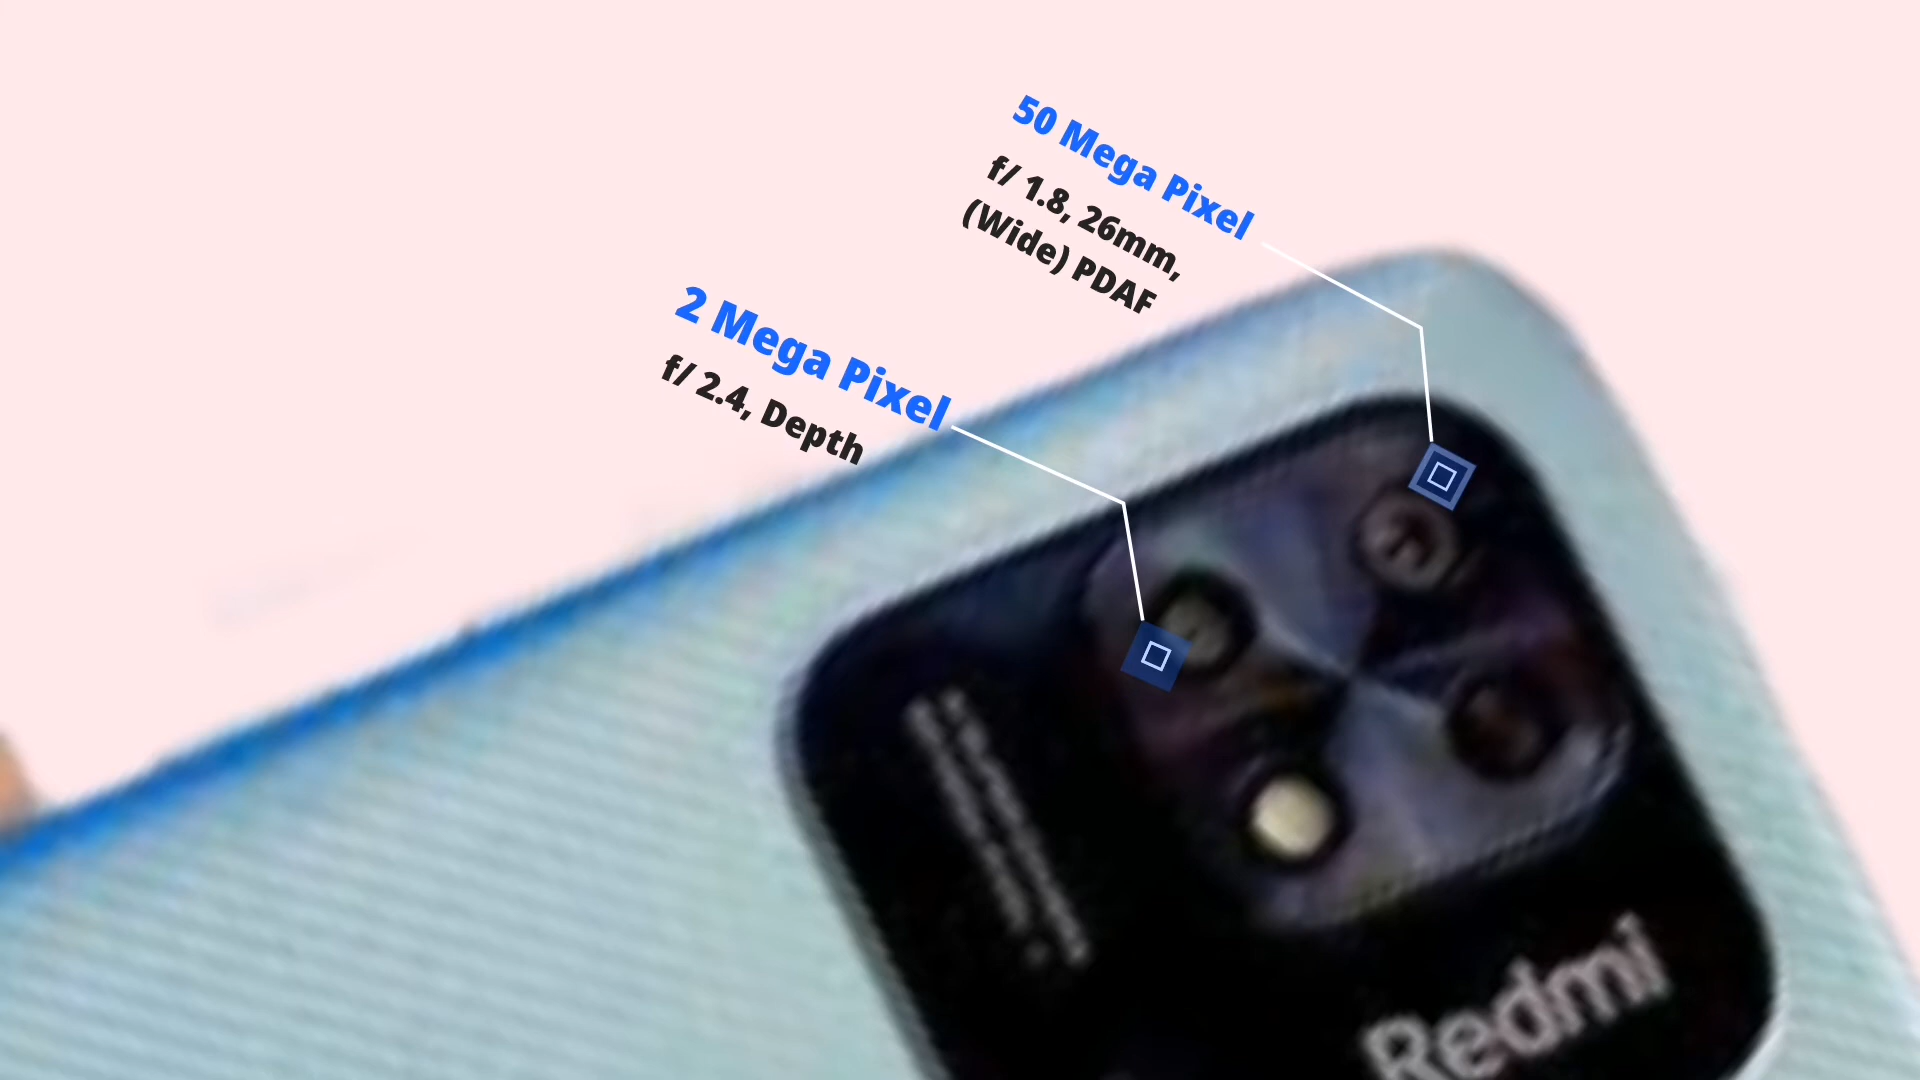 50 Mega Pixel
f/ 1.8, 26mm,
(Wide) PDAF
2 Mega Pixel
f/ 2.4, Depth
Redmi